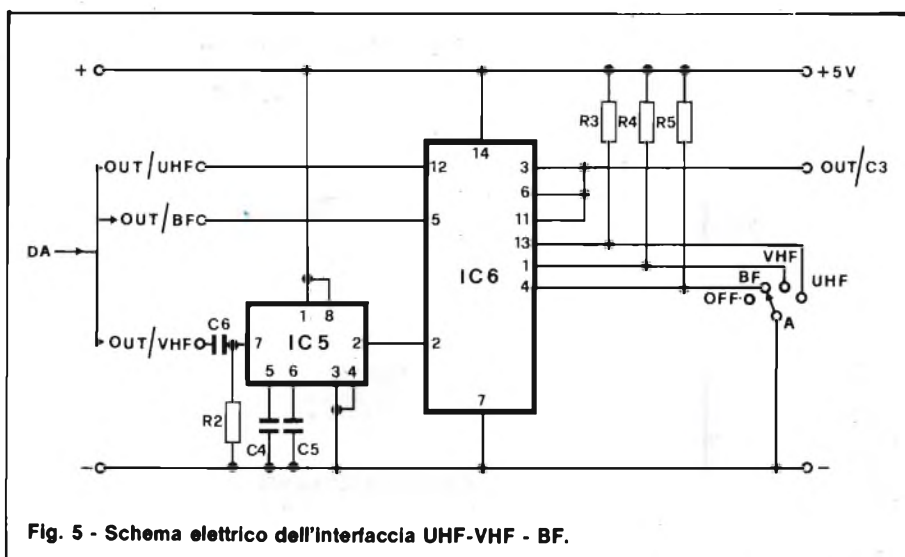 + +5V
R3 R4 R5
14
OUT/UHF 12 3 OUT/C3
6
OUT/BF 5 11
13
DA VHF
1 UHF
IC6 BF
4
OFF
1 8 A
C6
OUT/VHF 7 IC5 2 2
5 6 3 4
7
R2
C4 C5
- -
Fig. 5 - Schema elettrico dell'interfaccia UHF-VHF - BF.